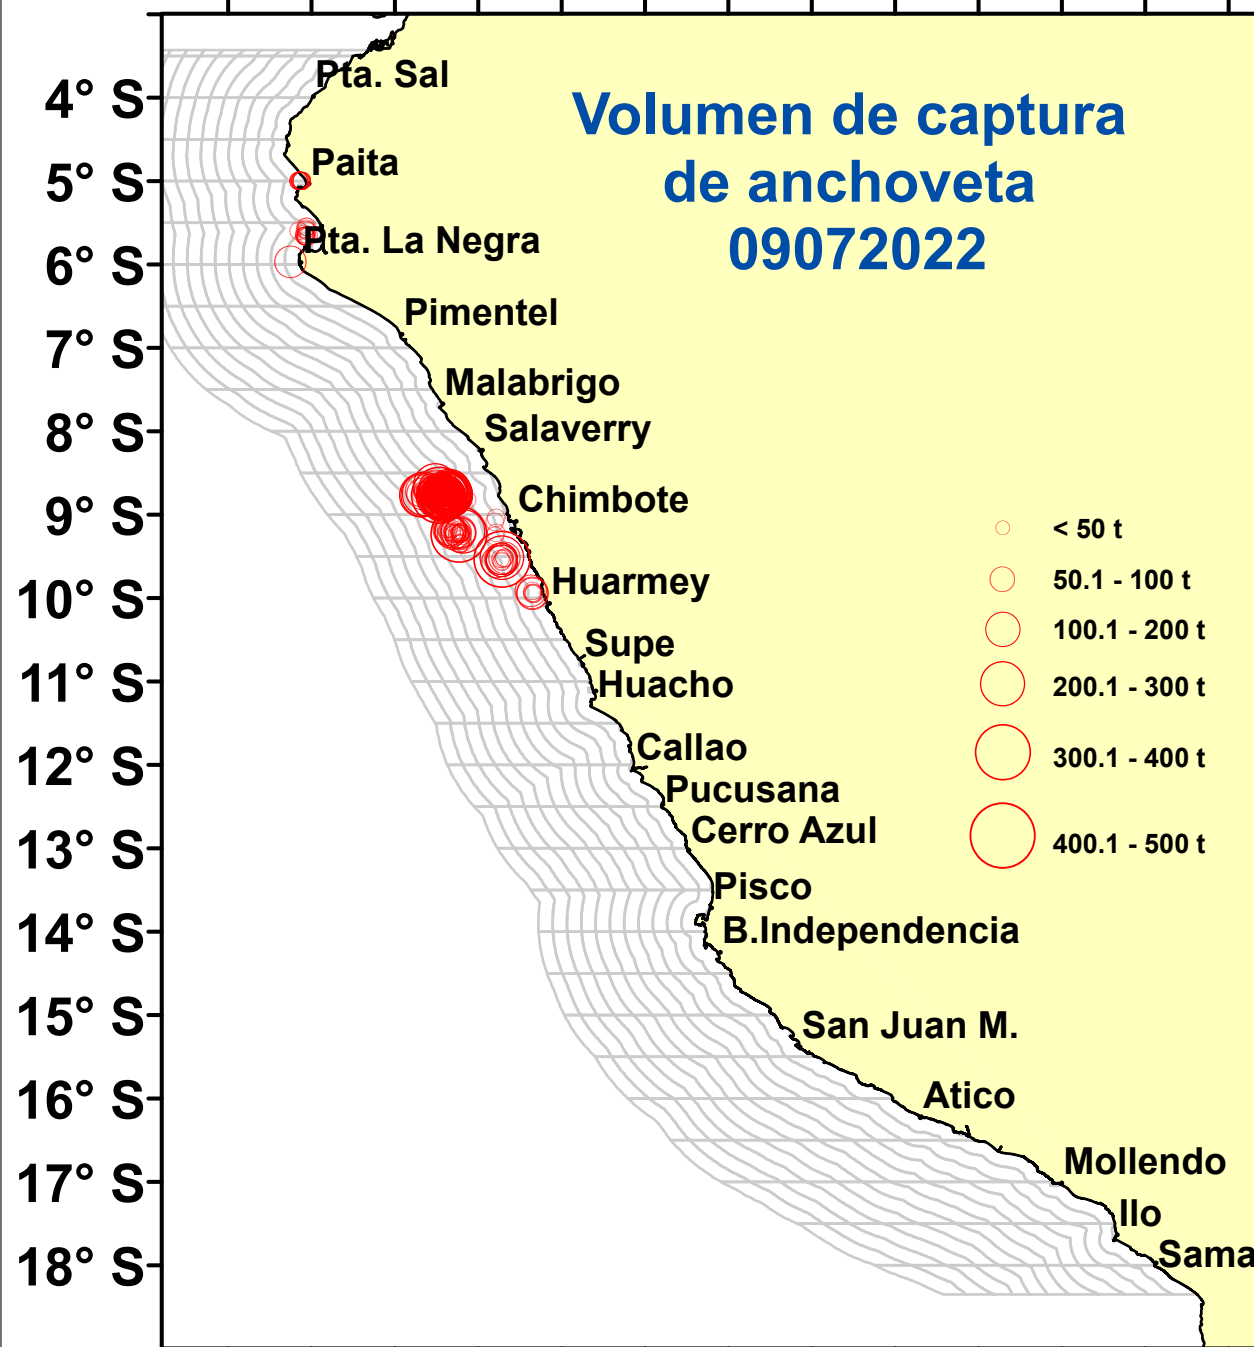 Volumen de captura
de anchoveta
09072022
4° S
5° S
6° S
7° S
8° S
9° S
10° S
11° S
12° S
13° S
14° S
15° S
16° S
17° S
18° S
Pta. Sal
Paita
Pta. La Negra
Pimentel
Malabrigo
Salaverry
Chimbote
Huarmey
Supe
Huacho
Callao
Pucusana
Cerro Azul
Pisco
B.Independencia
San Juan M.
Atico
Mollendo
Ilo
Sama
< 50 t
50.1 - 100 t
100.1 - 200 t
200.1 - 300 t
300.1 - 400 t
400.1 - 500 t